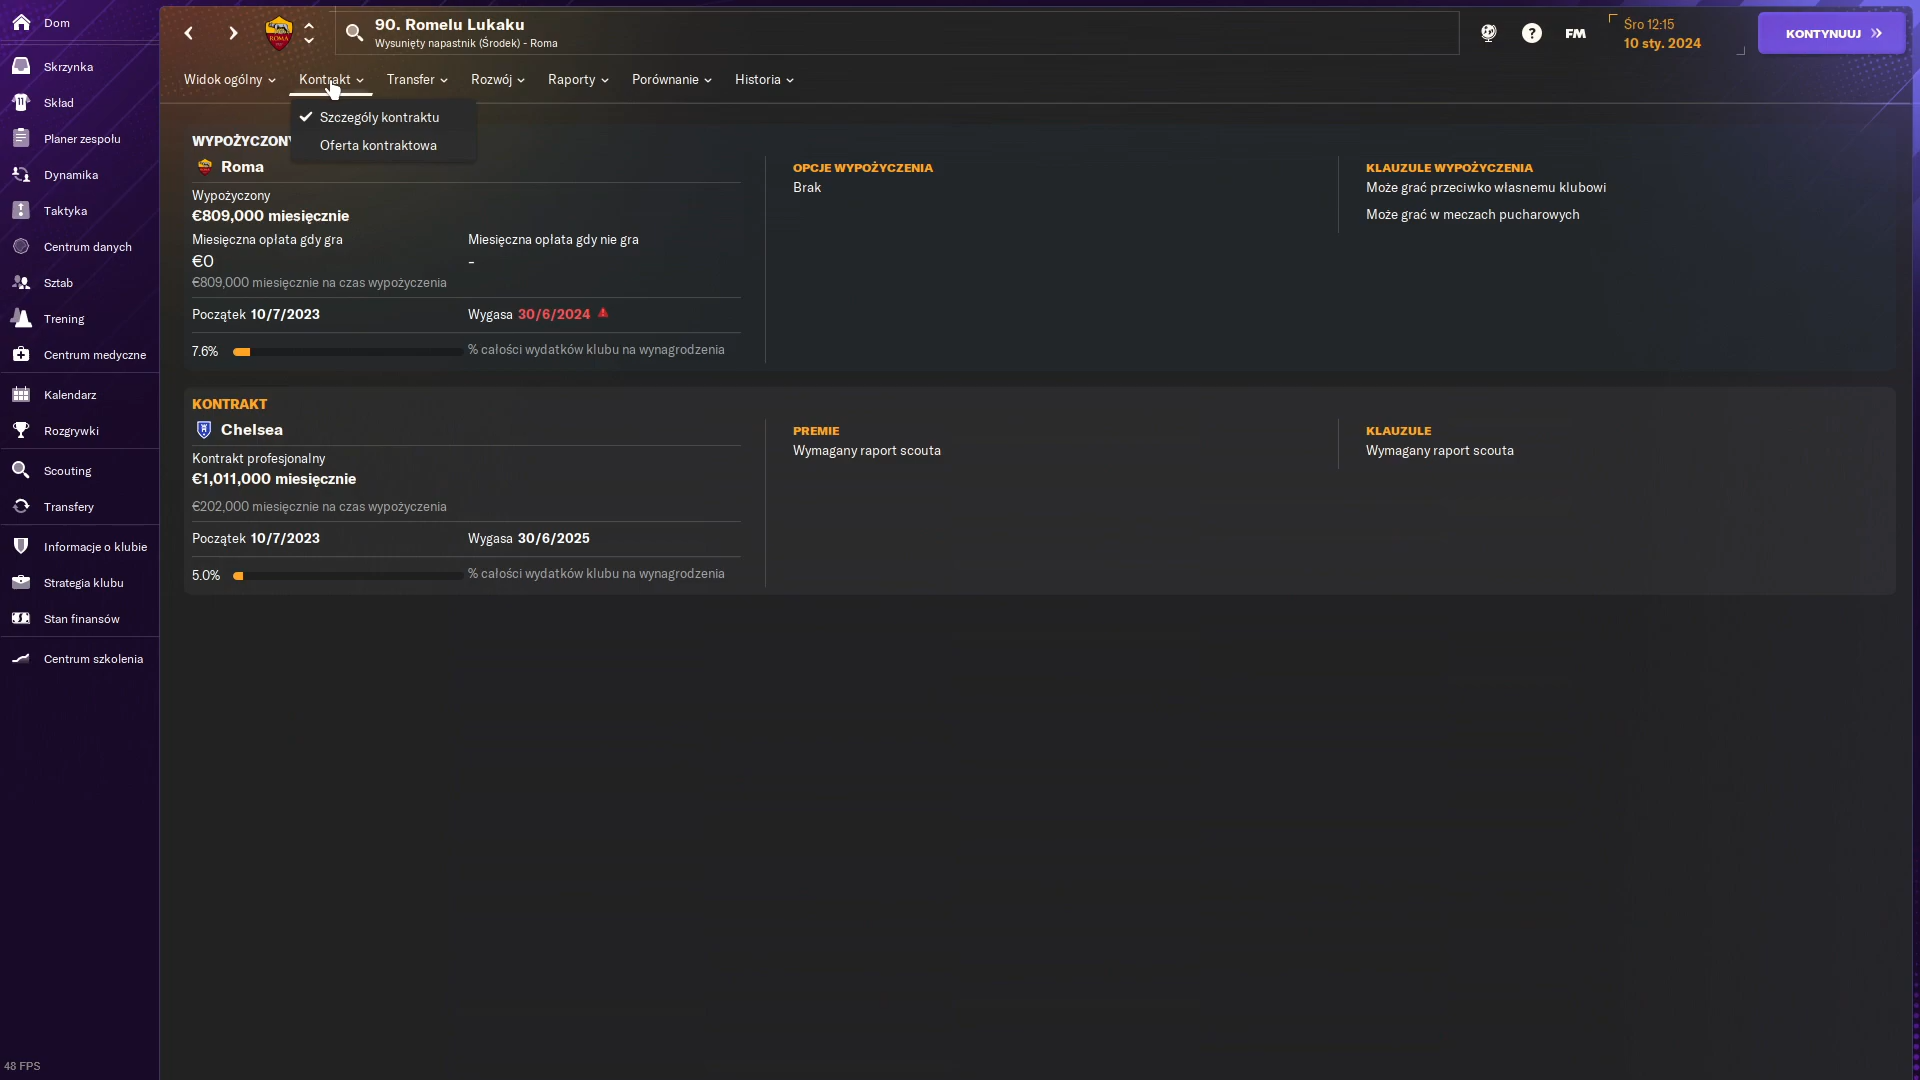 Dom
Skrzynka
Skład
Planer zespołu
Dynamika
Taktyka
Centrum danych
Sztab
Trening
Centrum medyczne
Kalendarz
Rozgrywki
Scouting
Transfery
Informacje o klubie
Strategia klubu
Stan finansów
Centrum szkolenia
48 FPS
90. Romelu Lukaku
Wysunięty napastnik (Środek) - Roma
FM
Śro 12:15
10 sty. 2024
KONTYNUUJ
Widok ogólny
Kontrakt
Transfer
Rozwój
Raporty
Porównanie
Historia
Szczegóły kontraktu
Oferta kontraktowa
WYPOŻYCZONY
Roma
Wypożyczony
€809,000 miesięcznie
Miesięczna opłata gdy gra
Miesięczna opłata gdy nie gra
€0
-
€809,000 miesięcznie na czas wypożyczenia
Początek 10/7/2023
Wygasa 30/6/2024
7.6%
% całości wydatków klubu na wynagrodzenia
OPCJE WYPOŻYCZENIA
Brak
KLAUZULE WYPOŻYCZENIA
Może grać przeciwko własnemu klubowi
Może grać w meczach pucharowych
KONTRAKT
Chelsea
Kontrakt profesjonalny
€1,011,000 miesięcznie
€202,000 miesięcznie na czas wypożyczenia
Początek 10/7/2023
Wygasa 30/6/2025
5.0%
% całości wydatków klubu na wynagrodzenia
PREMIE
Wymagany raport scouta
KLAUZULE
Wymagany raport scouta